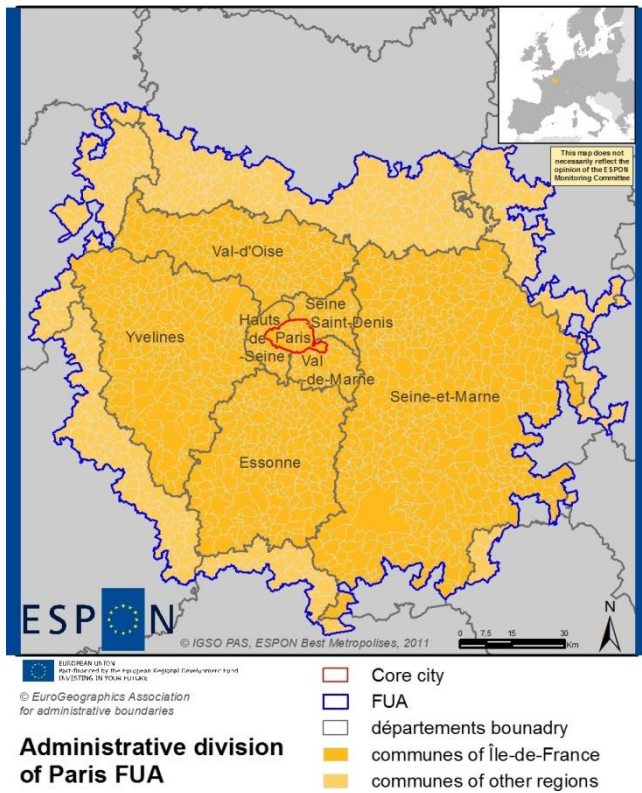 This map does not
necessarily reflect the
opinion of the ESPON
Monitoring Committee
Val-d'Oise
Seine
Saint-Denis
Hauts
de
-Seine
Paris
Yvelines
Val
-de-Marne
Seine-et-Marne
Essonne
ESPON
© IGSO PAS, ESPON Best Metropolises, 2011
N
0 7,5 15 30
Km
EUROPEAN UNION
Part-financed by the European Regional Development Fund
INVESTING IN YOUR FUTURE
© EuroGeographics Association
for administrative boundaries
Administrative division
of Paris FUA
Core city
FUA
départements bounadry
communes of Île-de-France
communes of other regions